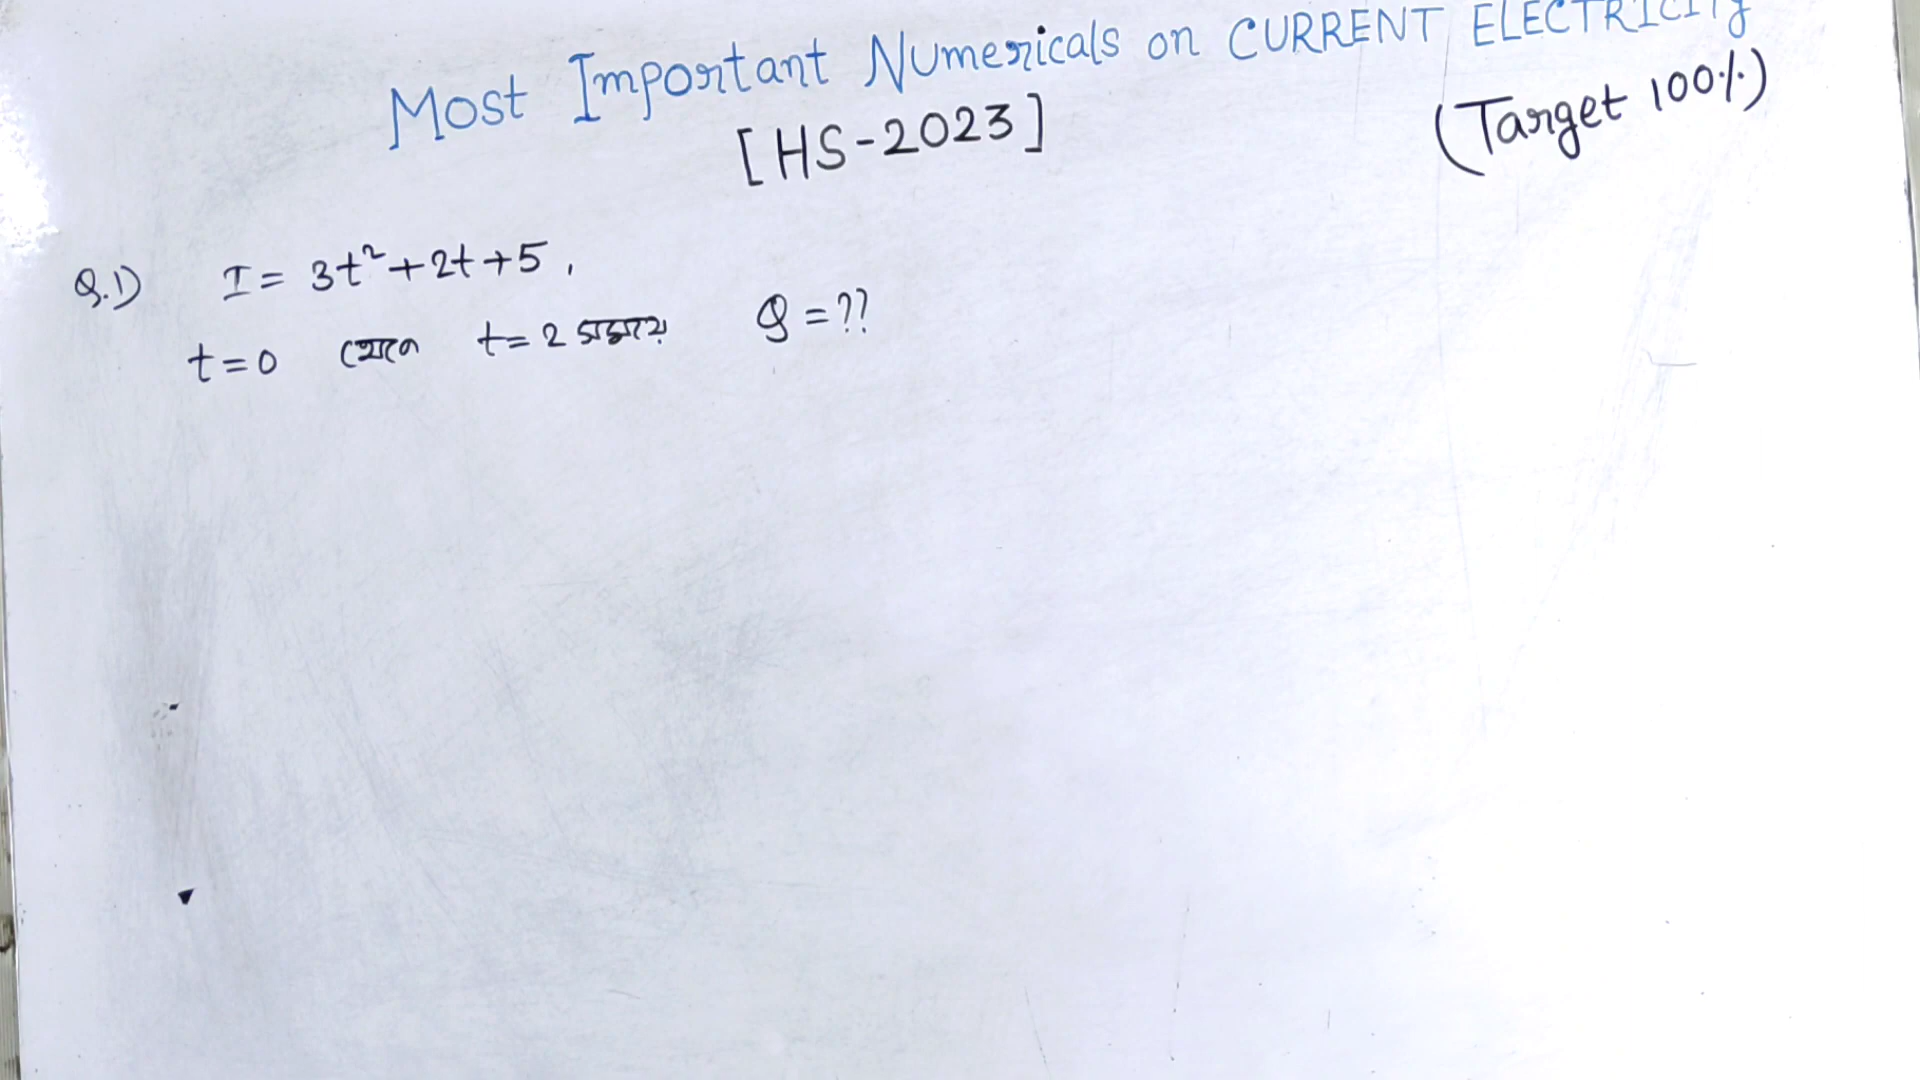 Most Important Numericals on CURRENT ELECTRICITY
[HS-2023]
(Target 100%)
Q.1) I = 3t²+2t+5,
t=0 থেকে t=2 সময়ে Q=??